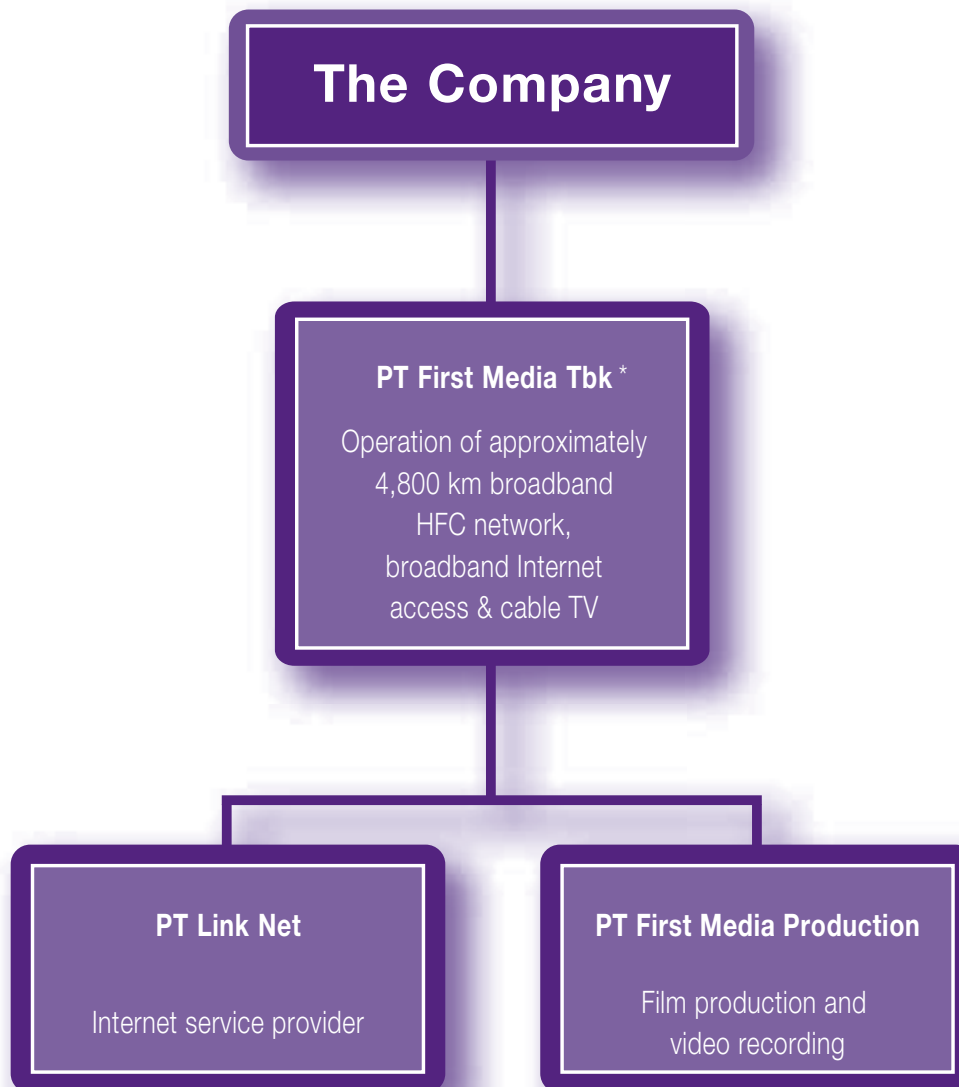 The Company
PT First Media Tbk *
Operation of approximately
4,800 km broadband
HFC network,
broadband Internet
access & cable TV
PT Link Net
Internet service provider
PT First Media Production
Film production and
video recording